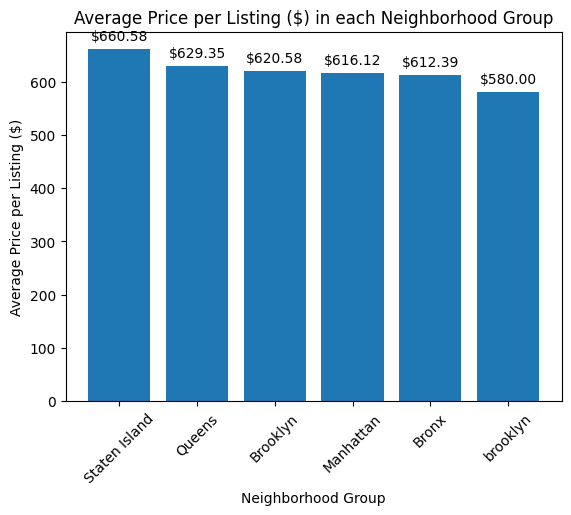 Average Price per Listing ($) in each Neighborhood Group
$660.58
$629.35
$620.58
$616.12
$612.39
$580.00
Average Price per Listing ($)
600
500
400
300
200
100
0
Staten Island
Queens
Brooklyn
Manhattan
Bronx
brooklyn
Neighborhood Group